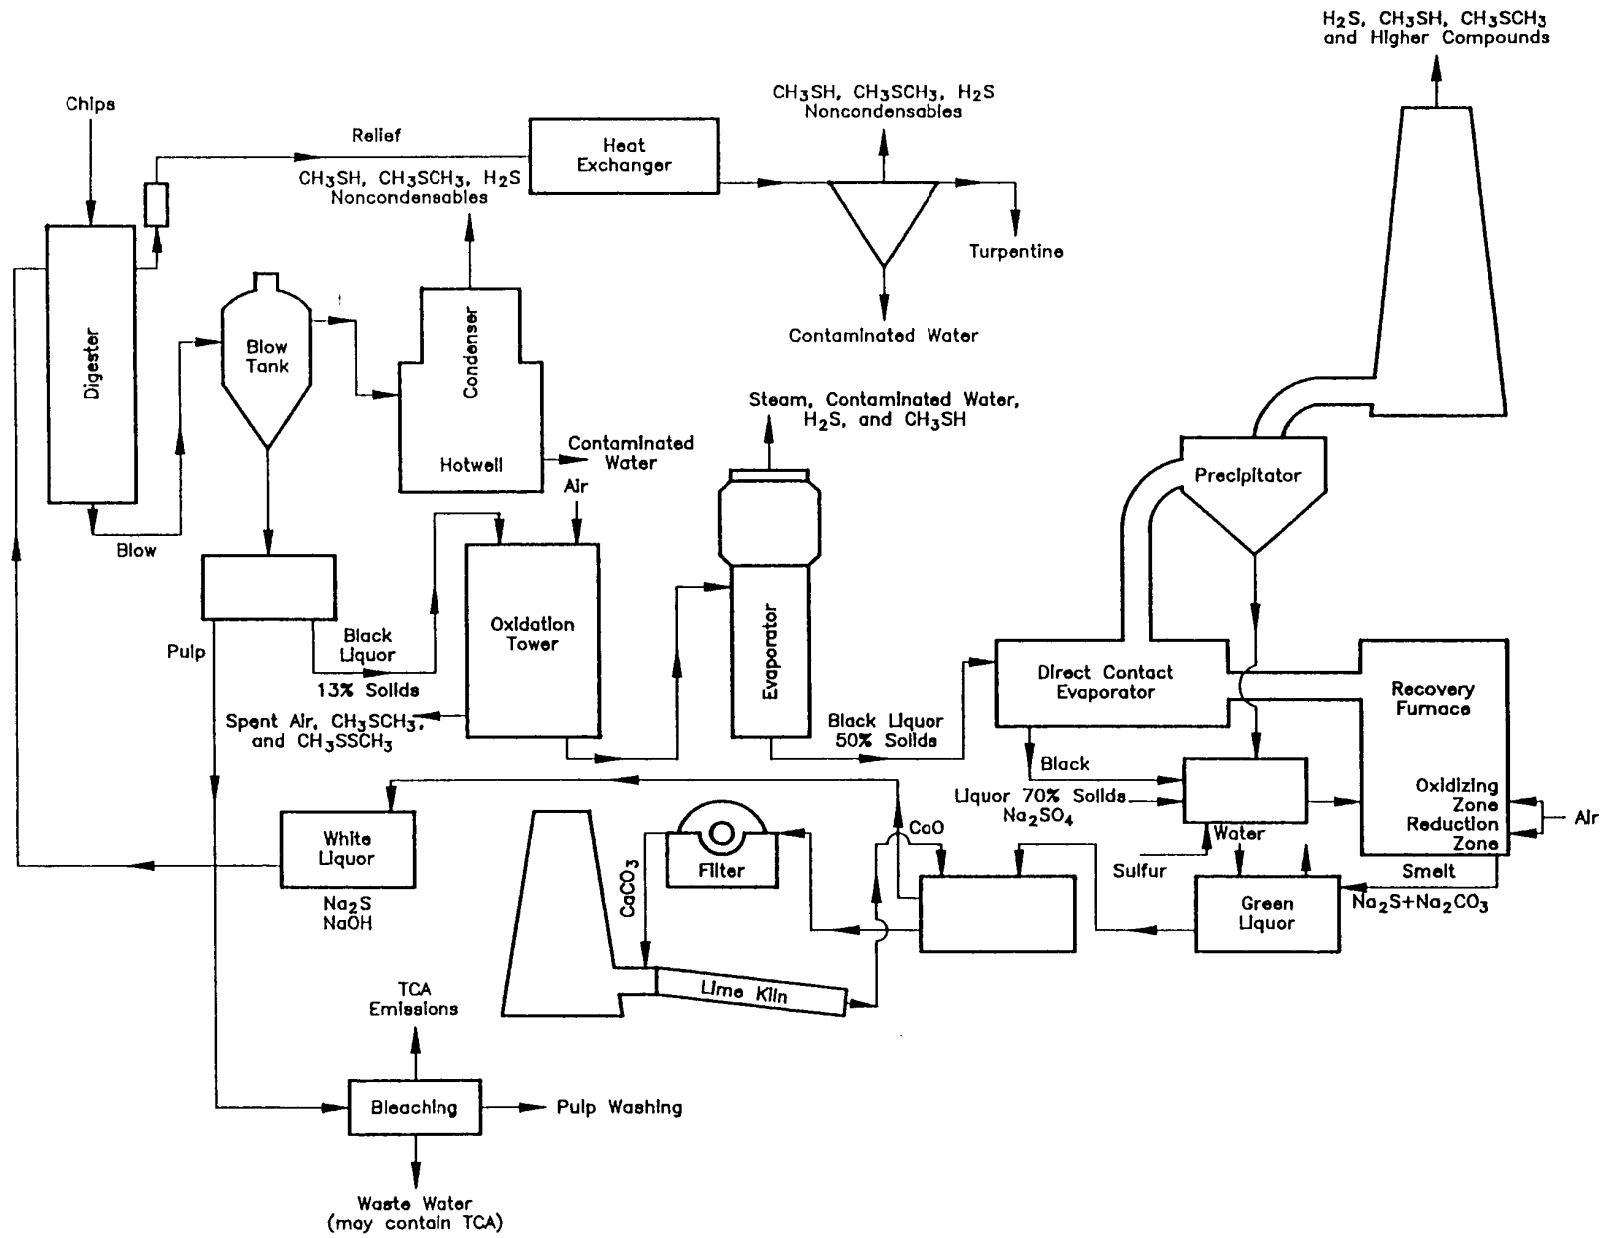 H2S, CH3SH, CH3SCH3
and Higher Compounds
Chips
Relief
Heat
Exchanger
CH3SH, CH3SCH3, H2S
Noncondensables
CH3SH, CH3SCH3, H2S
Noncondensables
Turpentine
Contaminated Water
Digester
Blow
Tank
Condenser
Hotwell
Contaminated
Water
Air
Blow
Steam, Contaminated Water,
H2S, and CH3SH
Precipitator
Oxidation
Tower
Evaporator
Black
Liquor
13% Solids
Pulp
Spent Air, CH3SCH3,
and CH3SSCH3
Black Liquor
50% Solids
Direct Contact
Evaporator
Recovery
Furnace
Oxidizing
Zone
Reduction
Zone
Air
Black
Liquor 70% Solids
Na2SO4
Water
Sulfur
Smelt
Na2S+Na2CO3
Green
Liquor
CaO
Filter
CaCO3
Lime Kiln
White
Liquor
Na2S
NaOH
TCA
Emissions
Bleaching
Pulp Washing
Waste Water
(may contain TCA)